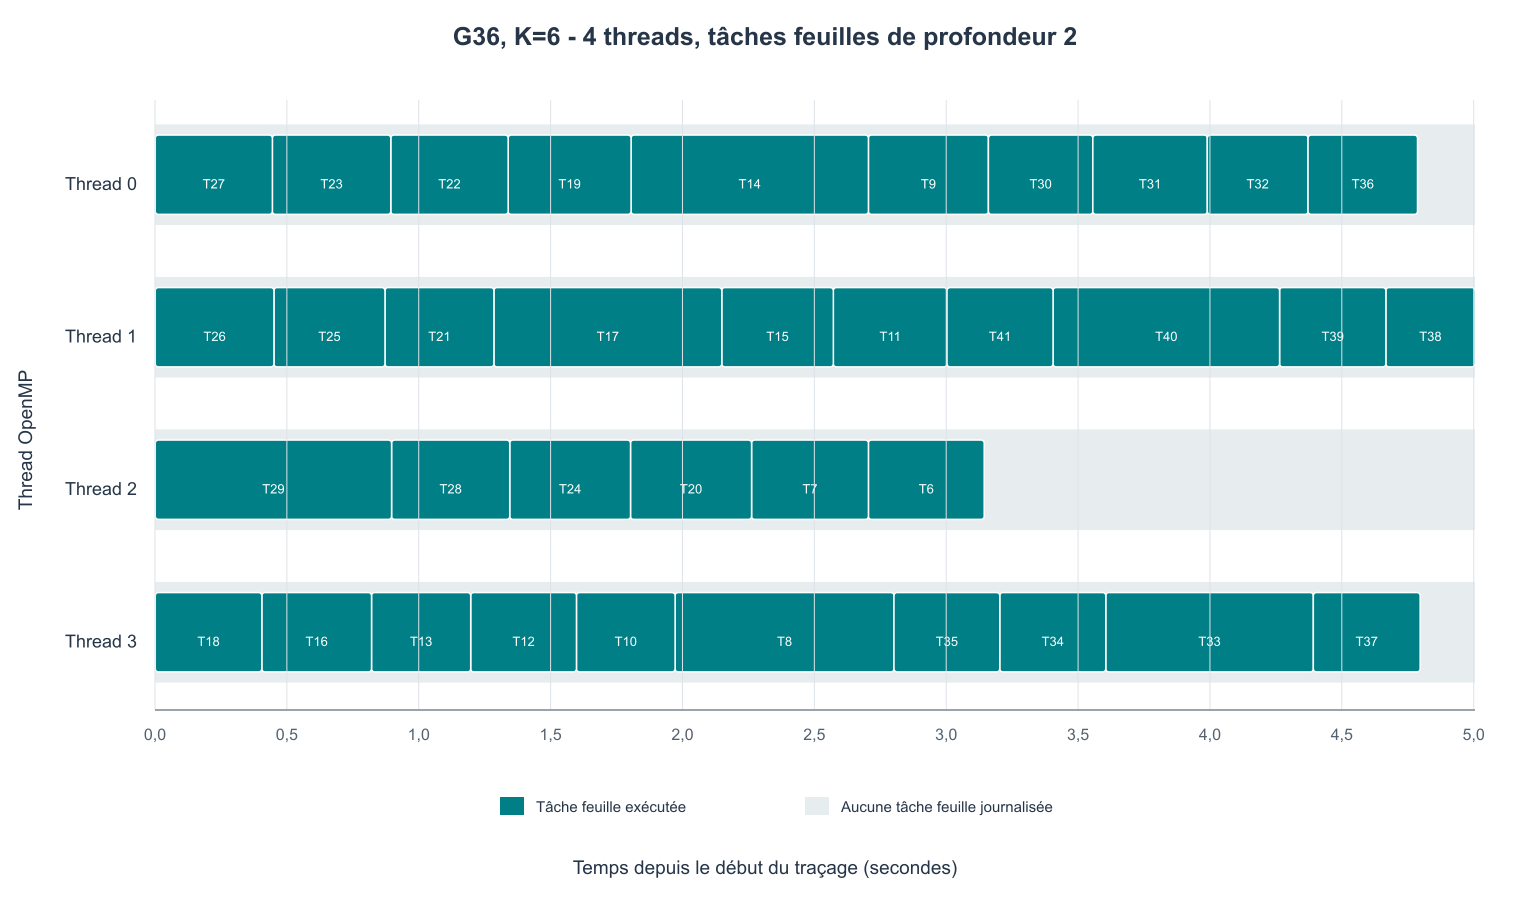 G36, K=6 - 4 threads, tâches feuilles de profondeur 2
Thread OpenMP
Thread 0
T27 T23 T22 T19 T14 T9 T30 T31 T32 T36
Thread 1
T26 T25 T21 T17 T15 T11 T41 T40 T39 T38
Thread 2
T29 T28 T24 T20 T7 T6
Thread 3
T18 T16 T13 T12 T10 T8 T35 T34 T33 T37
0,0 0,5 1,0 1,5 2,0 2,5 3,0 3,5 4,0 4,5 5,0
Tâche feuille exécutée
Aucune tâche feuille journalisée
Temps depuis le début du traçage (secondes)